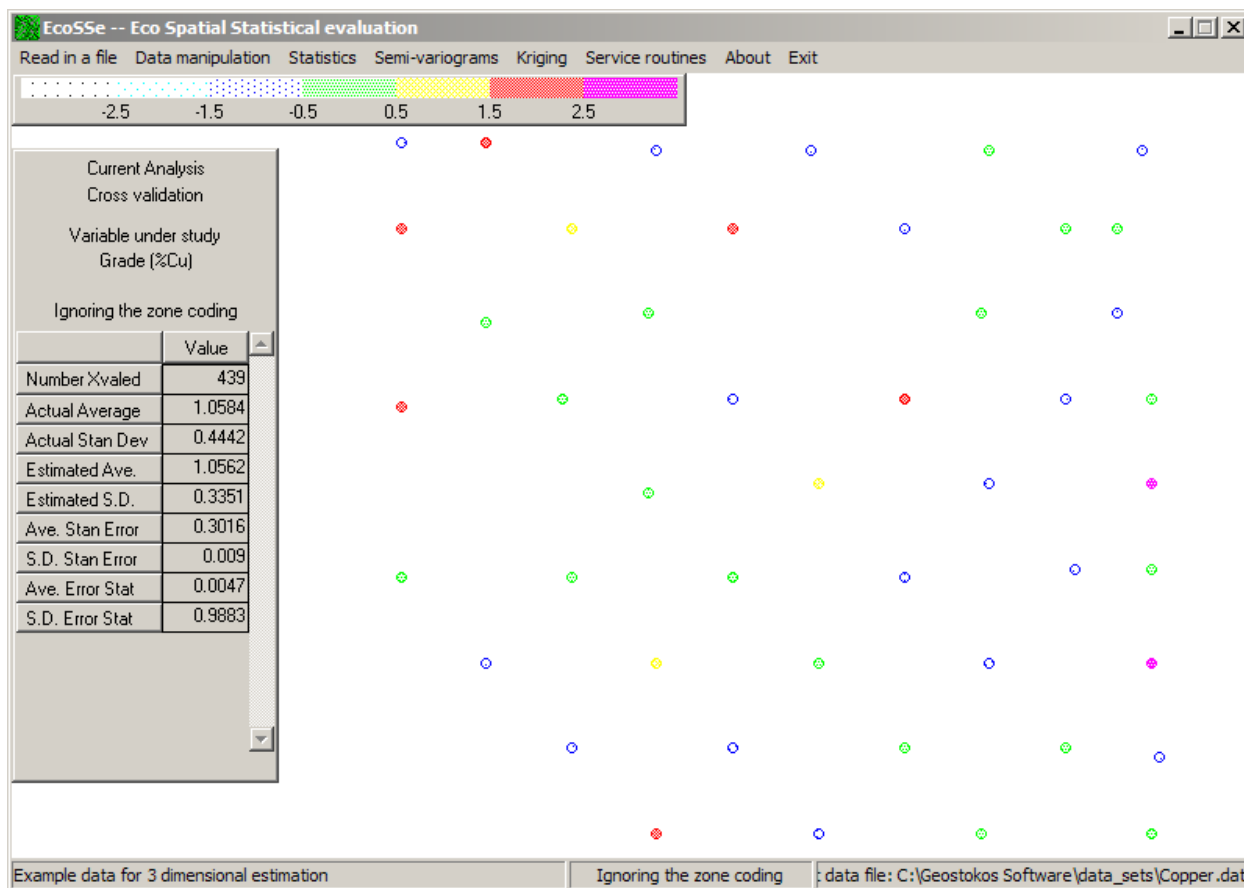 EcoSSe -- Eco Spatial Statistical evaluation
Read in a file Data manipulation Statistics Semi-variograms Kriging Service routines About Exit
-2.5 -1.5 -0.5 0.5 1.5 2.5
Current Analysis
Cross validation
Variable under study
Grade (%Cu)
Ignoring the zone coding
Value
Number Xvaled 439
Actual Average 1.0584
Actual Stan Dev 0.4442
Estimated Ave. 1.0562
Estimated S.D. 0.3351
Ave. Stan Error 0.3016
S.D. Stan Error 0.009
Ave. Error Stat 0.0047
S.D. Error Stat 0.9883
Example data for 3 dimensional estimation Ignoring the zone coding data file: C:\Geostokos Software\data_sets\Copper.dat